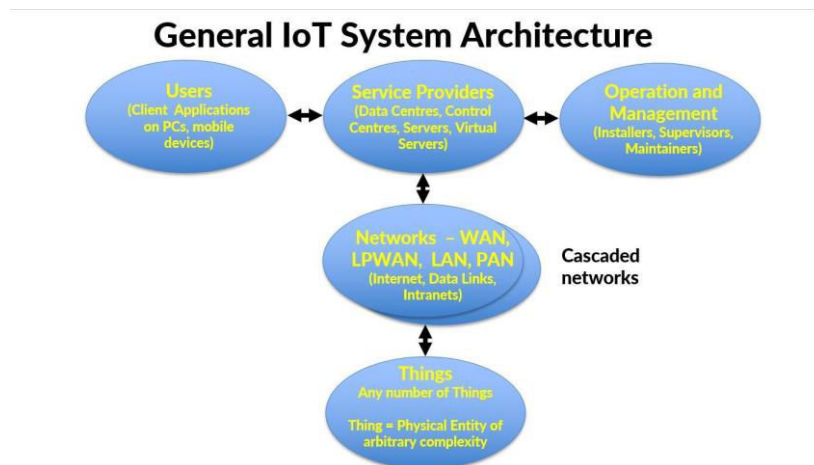 General IoT System Architecture
Users
(Client Applications
on PCs, mobile
devices)
Service Providers
(Data Centres, Control
Centres, Servers, Virtual
Servers)
Operation and
Management
(Installers, Supervisors,
Maintainers)
Networks – WAN,
LPWAN, LAN, PAN
(Internet, Data Links,
Intranets)
Cascaded
networks
Things
Any number of Things
Thing = Physical Entity of
arbitrary complexity